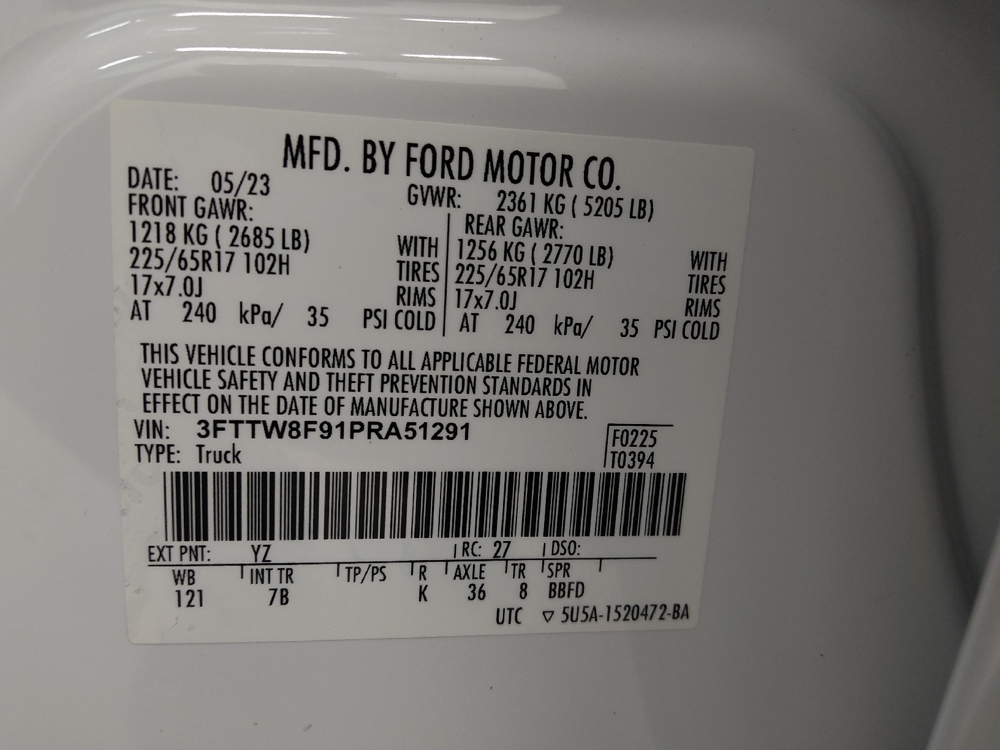 MFD. BY FORD MOTOR CO.
DATE: 05/23 GVWR: 2361 KG ( 5205 LB)
FRONT GAWR: REAR GAWR:
1218 KG ( 2685 LB) WITH 1256 KG ( 2770 LB) WITH
225/65R17 102H TIRES 225/65R17 102H TIRES
17x7.0J RIMS 17x7.0J RIMS
AT 240 kPa/ 35 PSI COLD AT 240 kPa/ 35 PSI COLD
THIS VEHICLE CONFORMS TO ALL APPLICABLE FEDERAL MOTOR
VEHICLE SAFETY AND THEFT PREVENTION STANDARDS IN
EFFECT ON THE DATE OF MANUFACTURE SHOWN ABOVE.
VIN: 3FTTW8F91PRA51291 F0225
TYPE: Truck T0394
EXT PNT: YZ RC: 27 DSO:
WB INT TR TP/PS R AXLE TR SPR
121 7B K 36 8 BBFD
UTC ▽ 5U5A-1520472-BA